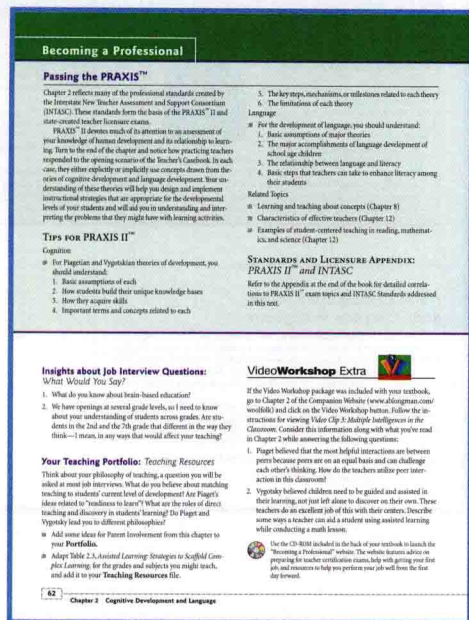 Becoming a Professional
Passing the PRAXIS™
Chapter 2 reflects many of the professional standards created by
the Interstate New Teacher Assessment and Support Consortium
(INTASC). These standards form the basis of the PRAXIS™ II and
state-created teacher licensure exams.
PRAXIS™ II devotes much of its attention to an assessment of
your knowledge of human development and its relationship to learn-
ing. Turn to the end of the chapter and notice how practicing teachers
responded to the opening scenario of the Teacher's Casebook. In each
case, they either explicitly or implicitly use concepts drawn from the-
ories of cognitive development and language development. Your un-
derstanding of these theories will help you design and implement
instructional strategies that are appropriate for the developmental
levels of your students and will aid you in understanding and inter-
preting the problems that they might have with learning activities.
TIPS FOR PRAXIS II™
Cognition
■ For Piagetian and Vygotskian theories of development, you
should understand:
1. Basic assumptions of each
2. How students build their unique knowledge bases
3. How they acquire skills
4. Important terms and concepts related to each
5. The key steps, mechanisms, or milestones related to each theory
6. The limitations of each theory
Language
■ For the development of language, you should understand:
1. Basic assumptions of major theories
2. The major accomplishments of language development of
school age children
3. The relationship between language and literacy
4. Basic steps that teachers can take to enhance literacy among
their students
Related Topics
■ Learning and teaching about concepts (Chapter 8)
■ Characteristics of effective teachers (Chapter 12)
■ Examples of student-centered teaching in reading, mathemat-
ics, and science (Chapter 12)
STANDARDS AND LICENSURE APPENDIX:
PRAXIS II™ and INTASC
Refer to the Appendix at the end of the book for detailed correla-
tions to PRAXIS II™ exam topics and INTASC Standards addressed
in this text.
Insights about Job Interview Questions:
What Would You Say?
1. What do you know about brain-based education?
2. We have openings at several grade levels, so I need to know
about your understanding of students across grades. Are stu-
dents in the 2nd and the 7th grade that different in the way they
think—I mean, in any ways that would affect your teaching?
Your Teaching Portfolio: Teaching Resources
Think about your philosophy of teaching, a question you will be
asked at most job interviews. What do you believe about matching
teaching to students' current level of development? Are Piaget's
ideas related to "readiness to learn"? What are the roles of direct
teaching and discovery in students' learning? Do Piaget and
Vygotsky lead you to different philosophies?
■ Add some ideas for Parent Involvement from this chapter to
your Portfolio.
■ Adapt Table 2.3, Assisted Learning: Strategies to Scaffold Com-
plex Learning, for the grades and subjects you might teach,
and add it to your Teaching Resources file.
VideoWorkshop Extra
If the Video Workshop package was included with your textbook,
go to Chapter 2 of the Companion Website (www.ablongman.com/
woolfolk) and click on the Video Workshop button. Follow the in-
structions for viewing Video Clip 3: Multiple Intelligences in the
Classroom. Consider this information along with what you've read
in Chapter 2 while answering the following questions:
1. Piaget believed that the most helpful interactions are between
peers because peers are on an equal basis and can challenge
each other's thinking. How do the teachers utilize peer inter-
action in this classroom?
2. Vygotsky believed children need to be guided and assisted in
their learning, not just left alone to discover on their own. These
teachers do an excellent job of this with their centers. Describe
some ways a teacher can aid a student using assisted learning
while conducting a math lesson.
Use the CD-ROM included in the back of your textbook to launch the
"Becoming a Professional" website. The website features advice on
preparing for teacher certification exams, help with getting your first
job, and resources to help you perform your job well from the first
day forward.
62
Chapter 2 Cognitive Development and Language